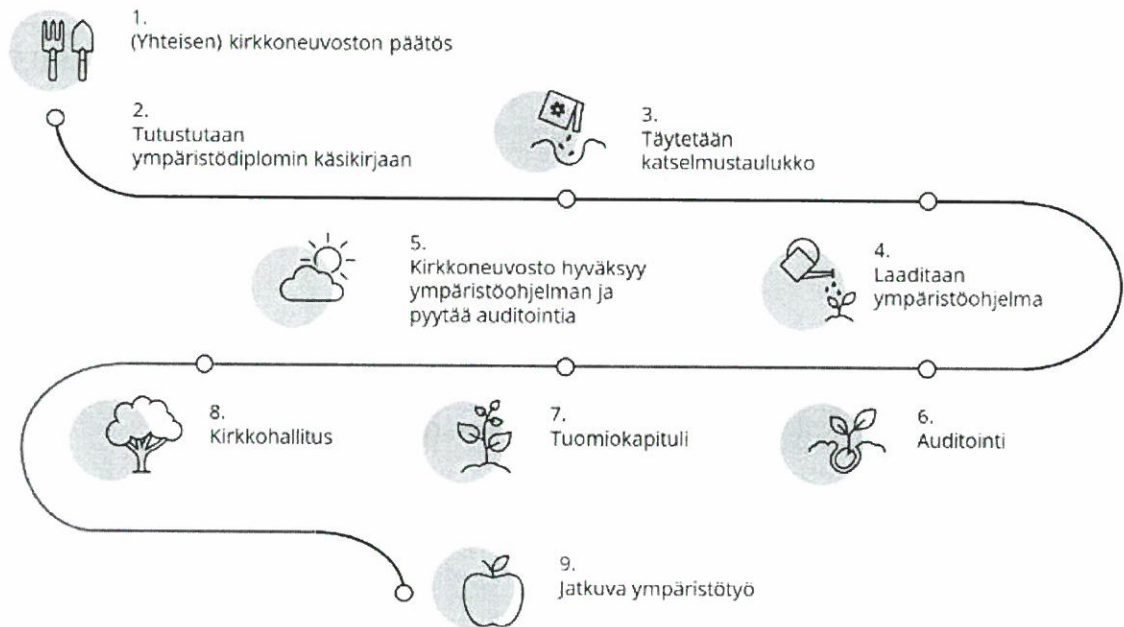 1.
(Yhteisen) kirkkoneuvoston päätös
2.
Tutustutaan
ympäristödiplomin käsikirjaan
3.
Täytetään
katselmustaulukko
4.
Laaditaan
ympäristöohjelma
5.
Kirkkoneuvosto hyväksyy
ympäristöohjelman ja
pyytää auditointia
6.
Auditointi
7.
Tuomiokapituli
8.
Kirkkohallitus
9.
Jatkuva ympäristötyö